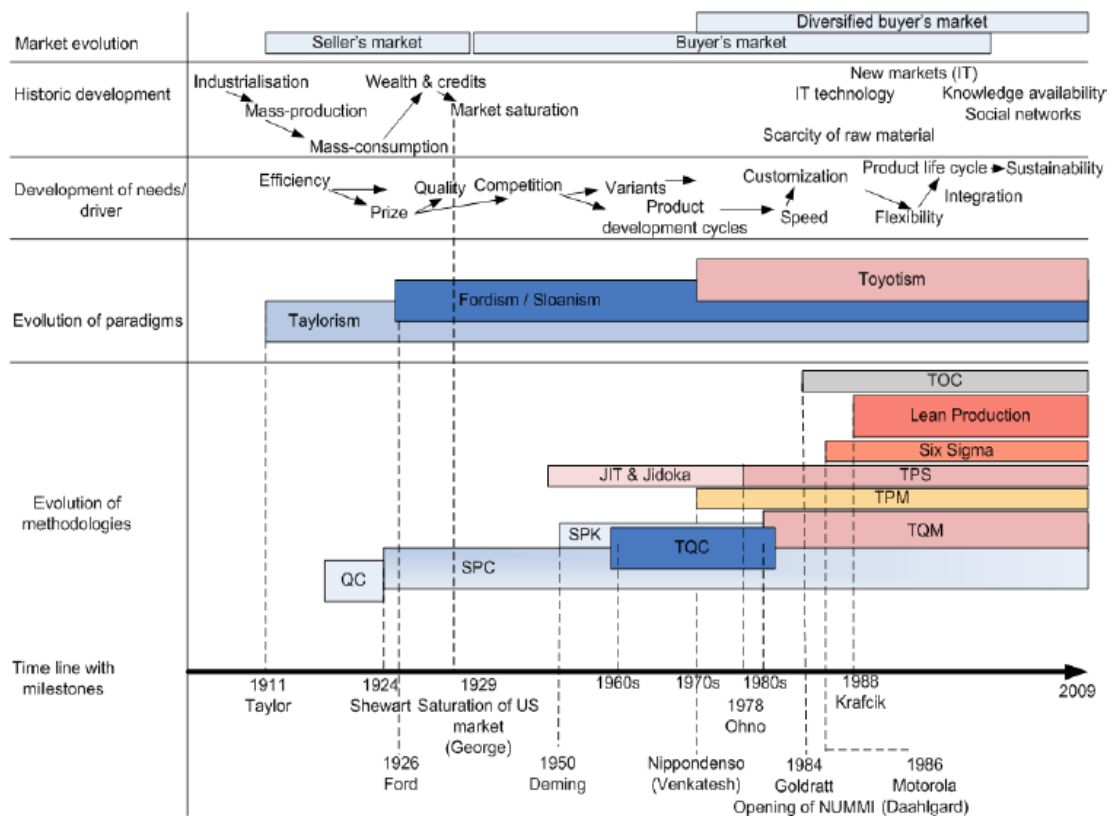 Diversified buyer's market
Market evolution
Seller's market
Buyer's market
New markets (IT)
Industrialisation
Wealth & credits
Historic development
IT technology
Knowledge availability
Mass-production
Market saturation
Social networks
Scarcity of raw material
Mass-consumption
Development of needs/
driver
Efficiency
Quality
Competition
Variants
Customization
Product life cycle
Sustainability
Prize
Product
development cycles
Speed
Flexibility
Integration
Evolution of paradigms
Toyotism
Fordism / Sloanism
Taylorism
Evolution of
methodologies
TOC
Lean Production
Six Sigma
JIT & Jidoka
TPS
TPM
SPK
TQC
TQM
QC
SPC
Time line with
milestones
1911
Taylor
1924
Shewart
1929
Saturation of US
market
(George)
1960s
1970s
1980s
1978
Ohno
1988
Krafcik
2009
1926
Ford
1950
Deming
Nippondenso
(Venkatesh)
1984
Goldratt
1986
Motorola
Opening of NUMMI (Daahlgard)